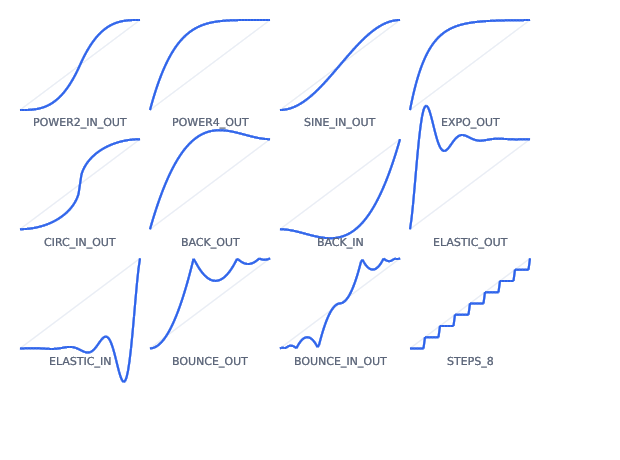 POWER2_IN_OUT
POWER4_OUT
SINE_IN_OUT
EXPO_OUT
CIRC_IN_OUT
BACK_OUT
BACK_IN
ELASTIC_OUT
ELASTIC_IN
BOUNCE_OUT
BOUNCE_IN_OUT
STEPS_8